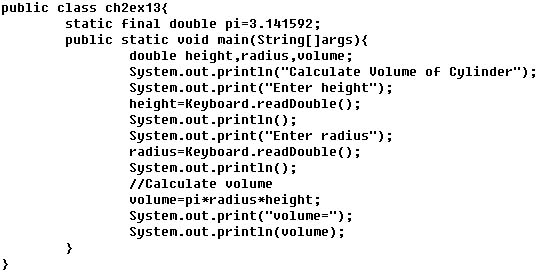 public class ch2ex13{
static final double pi=3.141592;
public static void main(String[]args){
double height,radius,volume;
System.out.println("Calculate Volume of Cylinder");
System.out.print("Enter height");
height=Keyboard.readDouble();
System.out.println();
System.out.print("Enter radius");
radius=Keyboard.readDouble();
System.out.println();
//Calculate volume
volume=pi*radius*height;
System.out.print("volume=");
System.out.println(volume);
}
}